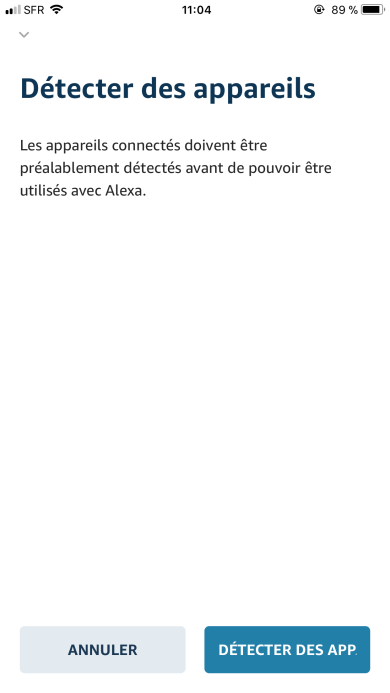 SFR 11:04 89 %
Détecter des appareils
Les appareils connectés doivent être
préalablement détectés avant de pouvoir être
utilisés avec Alexa.
ANNULER
DÉTECTER DES APP.